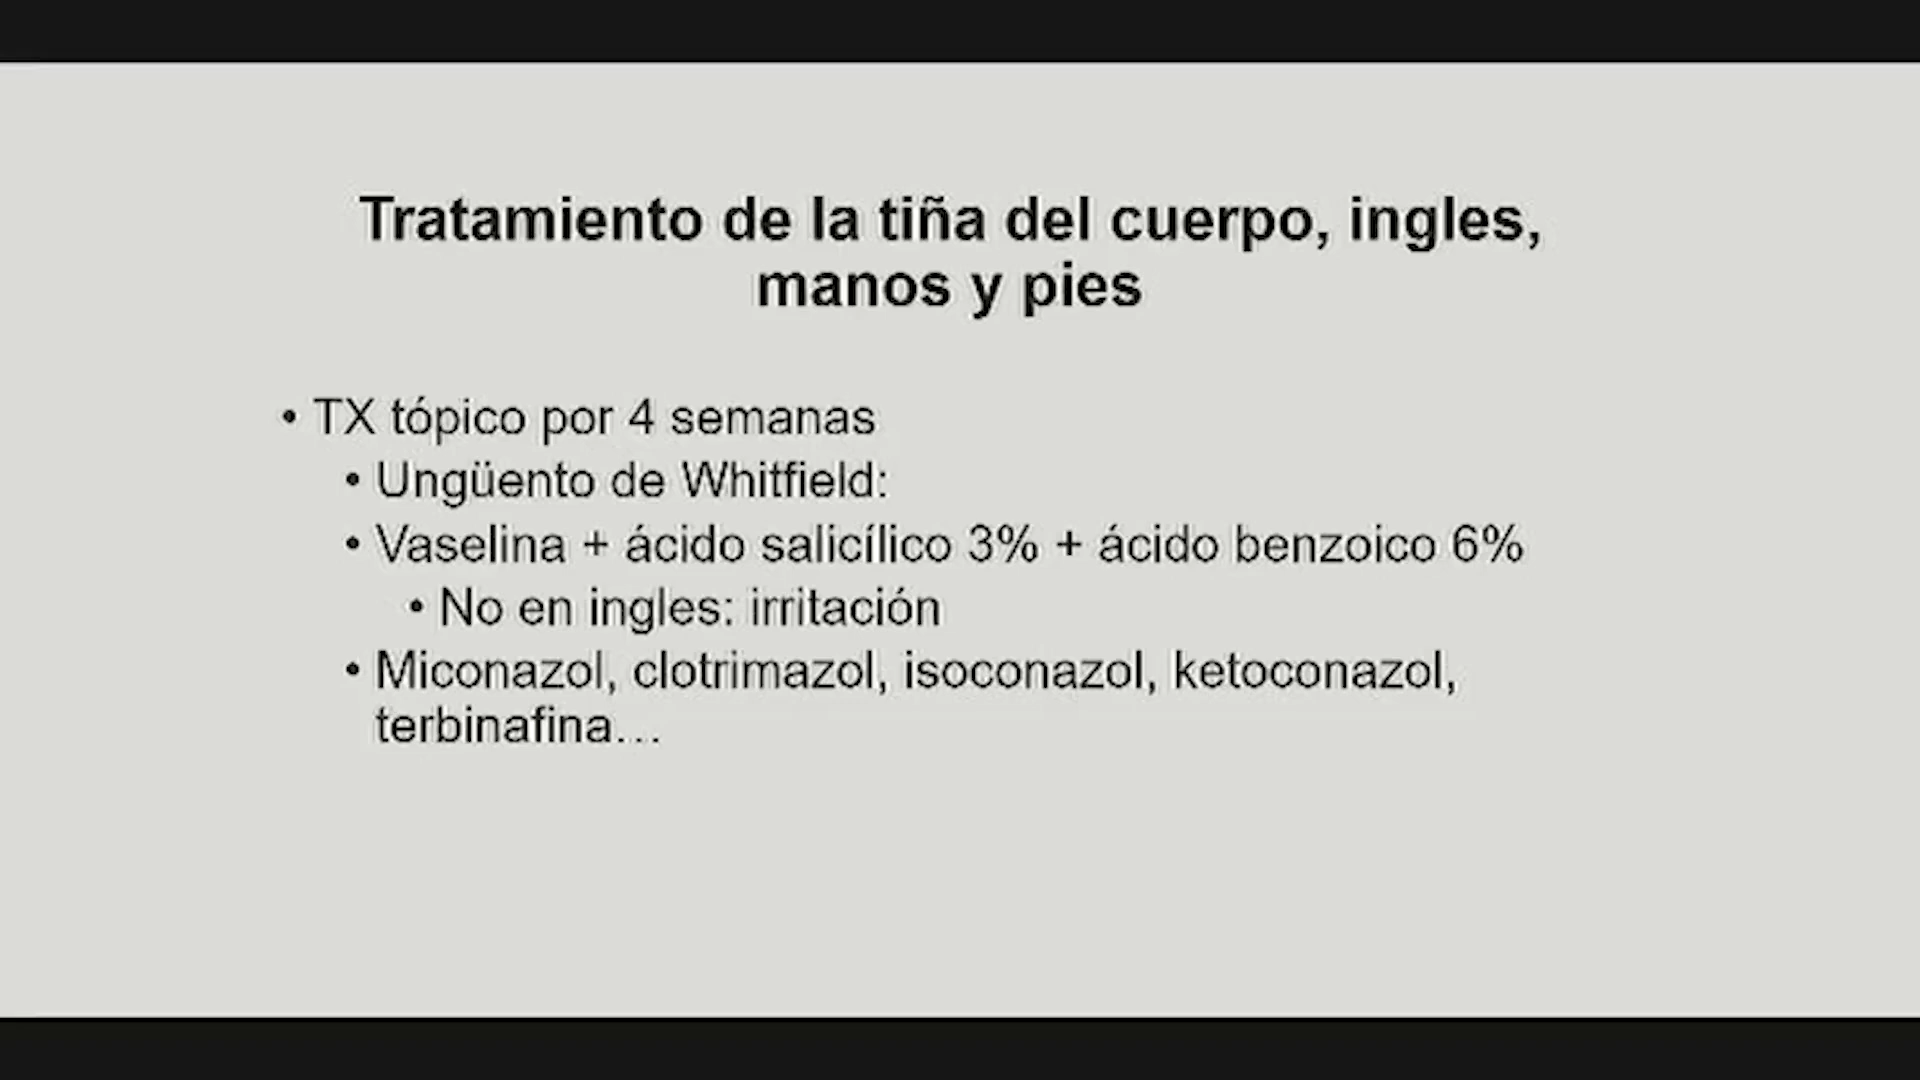 Tratamiento de la tiña del cuerpo, ingles,
manos y pies
• TX tópico por 4 semanas
• Ungüento de Whitfield:
• Vaselina + ácido salicílico 3% + ácido benzoico 6%
• No en ingles: irritación
• Miconazol, clotrimazol, isoconazol, ketoconazol,
terbinafina…